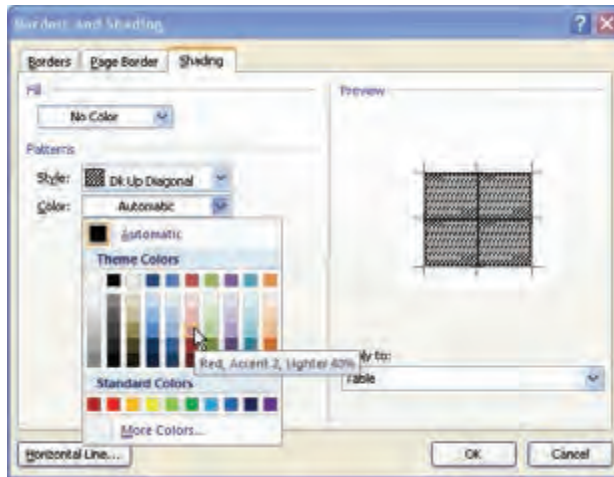 Borders and Shading
Borders
Page Border
Shading
Fill
No Color
Patterns
Style: Dk Up Diagonal
Color: Automatic
Automatic
Theme Colors
Red, Accent 2, Lighter 40%
Standard Colors
More Colors...
Preview
to:
Table
Horizontal Line...
OK
Cancel